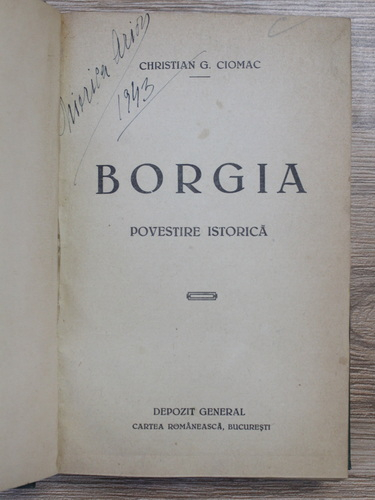 1943
CHRISTIAN G. CIOMAC
BORGIA
POVESTIRE ISTORICĂ
DEPOZIT GENERAL
CARTEA ROMÂNEASCĂ, BUCUREȘTI